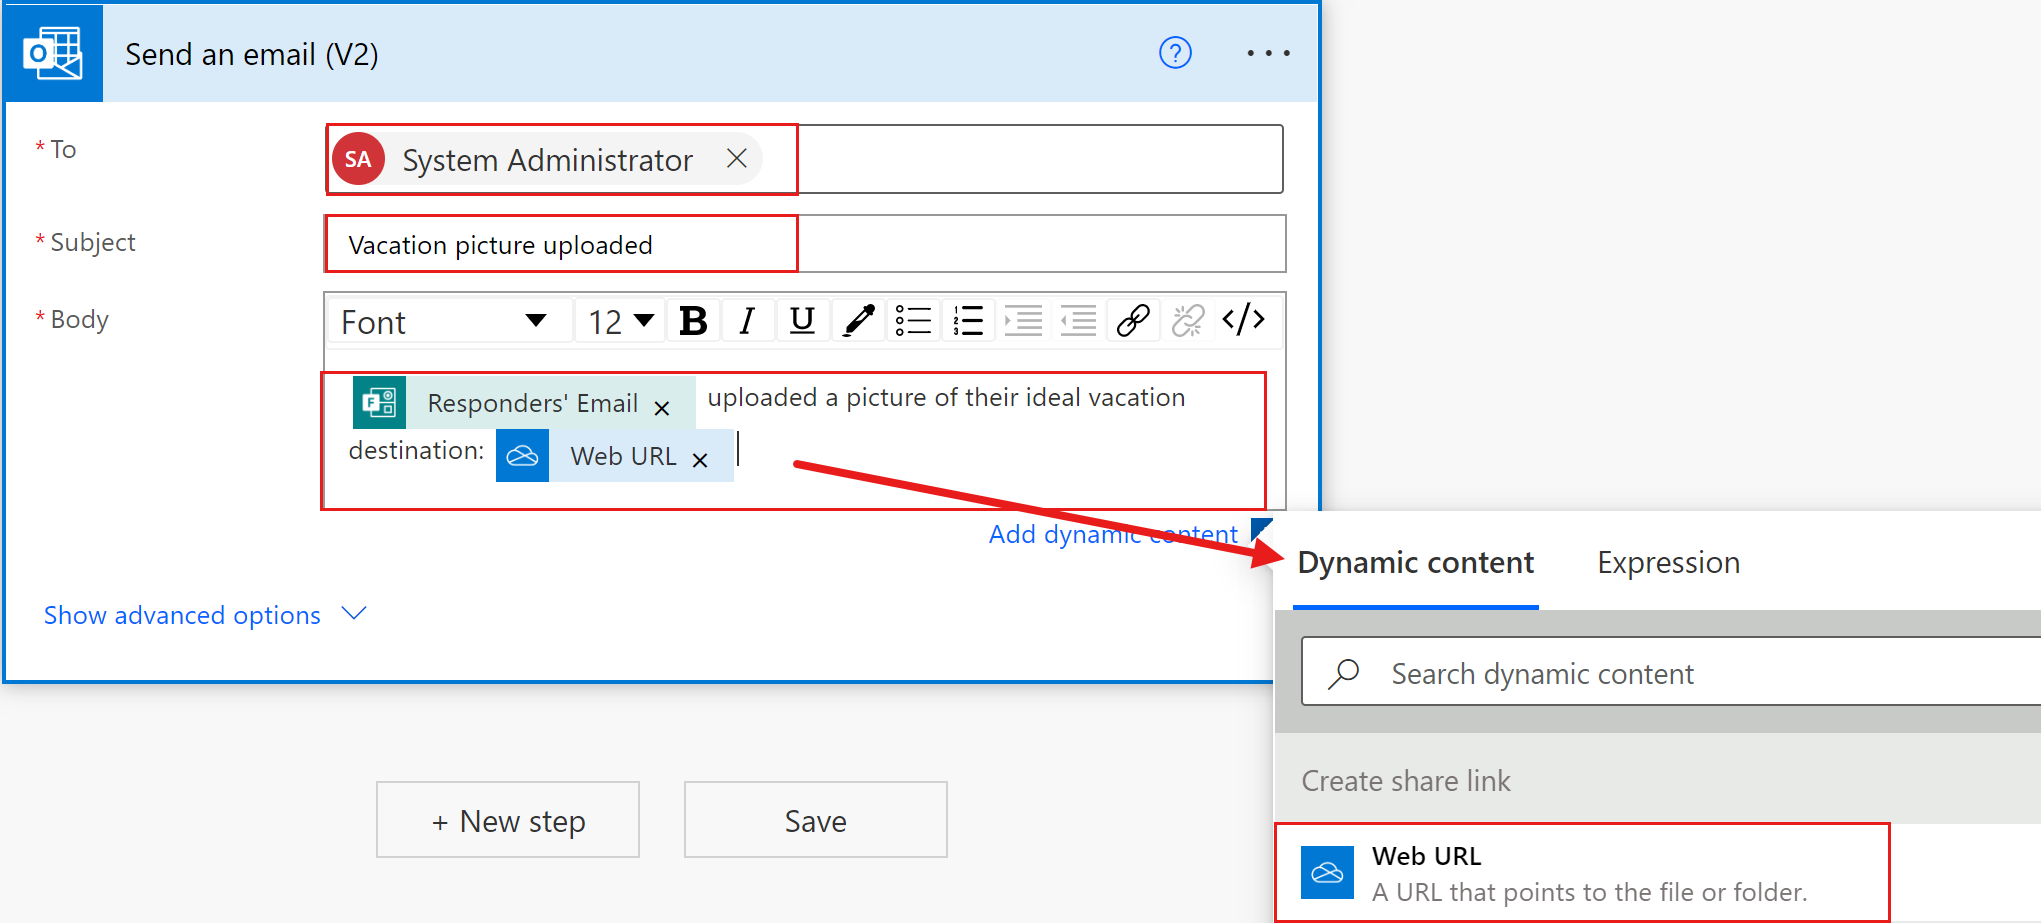 Send an email (V2)
?
* To
SA System Administrator
* Subject
Vacation picture uploaded
* Body
Font 12 B I U </>
Responders' Email uploaded a picture of their ideal vacation
destination: Web URL
Add dynamic content
Show advanced options
Dynamic content Expression
Search dynamic content
Create share link
Web URL
A URL that points to the file or folder.
+ New step
Save